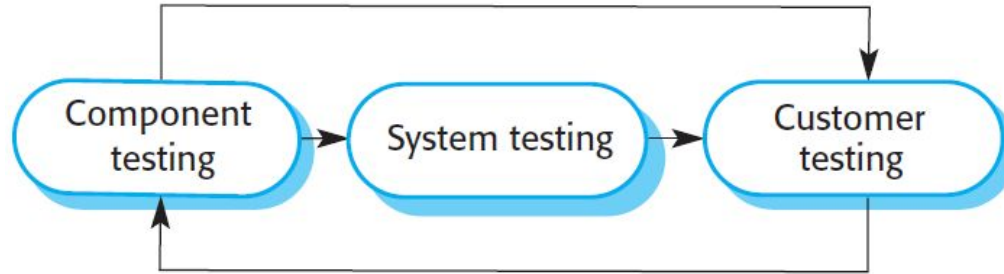 Component
testing
System testing
Customer
testing